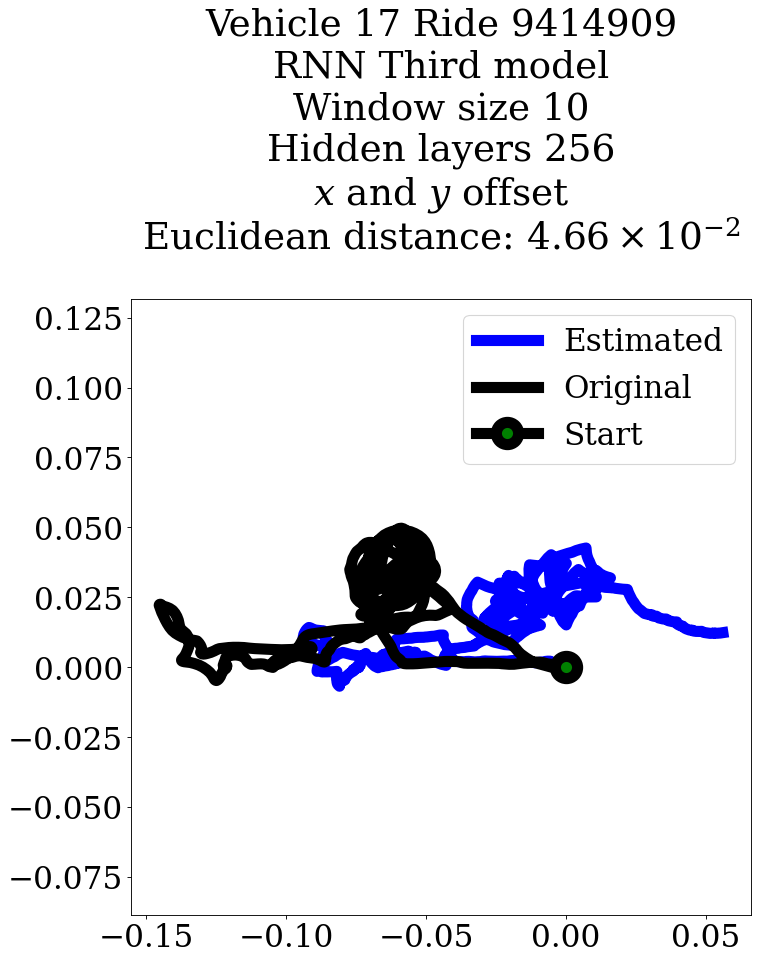 Vehicle 17 Ride 9414909
RNN Third model
Window size 10
Hidden layers 256
x and y offset
Euclidean distance: 4.66 × 10⁻²
Estimated
Original
Start
0.125
0.100
0.075
0.050
0.025
0.000
−0.025
−0.050
−0.075
−0.15
−0.10
−0.05
0.00
0.05